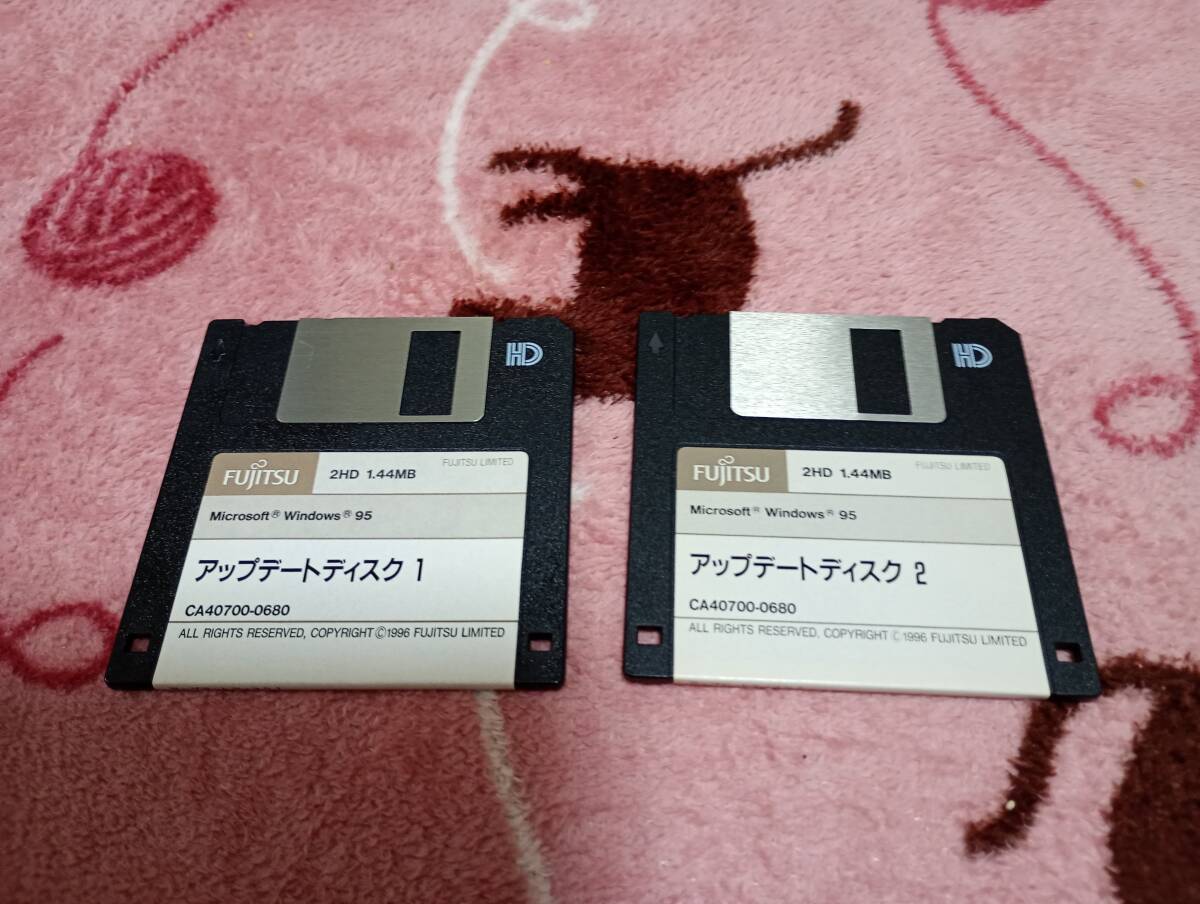 HD
FUJITSU
2HD 1.44MB
FUJITSU LIMITED
Microsoft® Windows® 95
アップデートディスク 1
CA40700-0680
ALL RIGHTS RESERVED, COPYRIGHT ©1996 FUJITSU LIMITED
HD
FUJITSU
2HD 1.44MB
FUJITSU LIMITED
Microsoft® Windows® 95
アップデートディスク 2
CA40700-0680
ALL RIGHTS RESERVED, COPYRIGHT ©1996 FUJITSU LIMITED